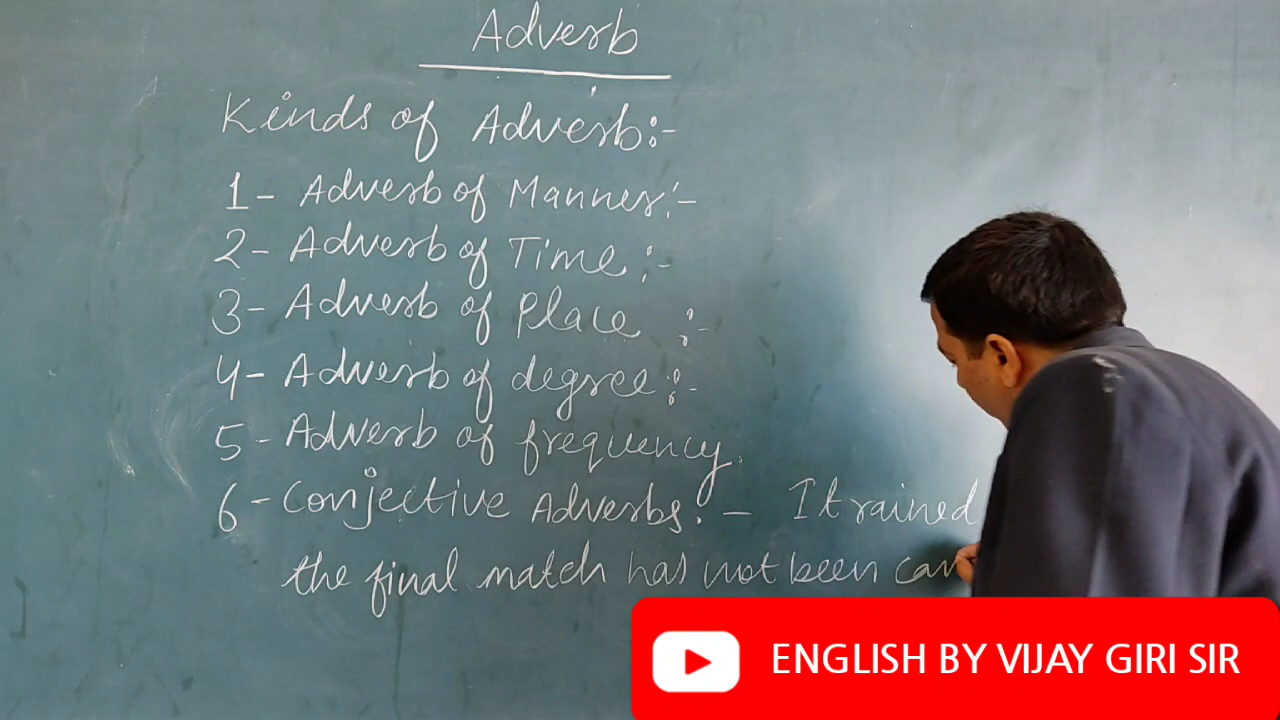 Adverb
Kinds of Adverb:-
1- Adverb of Manner:-
2- Adverb of Time:-
3- Adverb of Place :-
4- Adverb of degree:-
5- Adverb of frequency.
6- Conjective Adverbs:- It rained
the final match has not been can
ENGLISH BY VIJAY GIRI SIR